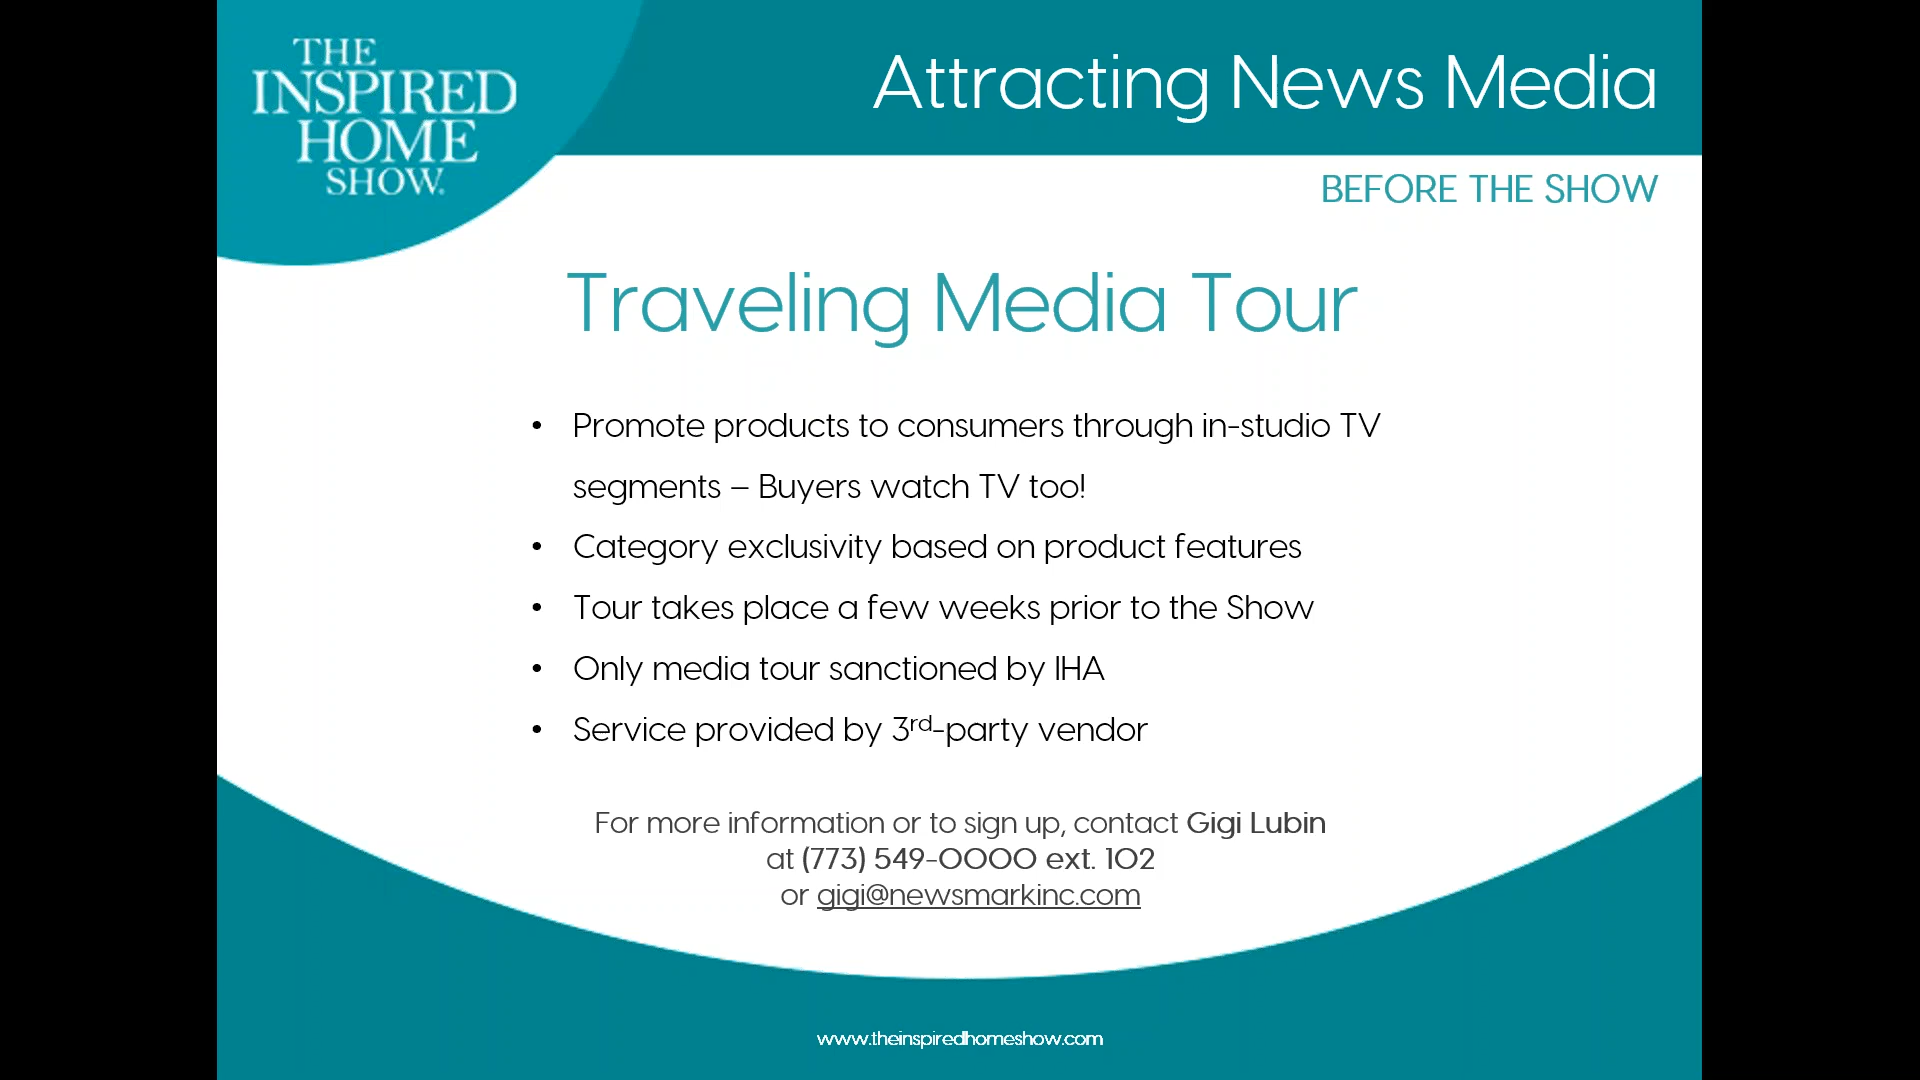 THE
INSPIRED
HOME
SHOW.
Attracting News Media
BEFORE THE SHOW
Traveling Media Tour
• Promote products to consumers through in-studio TV
segments – Buyers watch TV too!
• Category exclusivity based on product features
• Tour takes place a few weeks prior to the Show
• Only media tour sanctioned by IHA
• Service provided by 3rd-party vendor
For more information or to sign up, contact Gigi Lubin
at (773) 549-0000 ext. 102
or gigi@newsmarkinc.com
www.theinspiredhomeshow.com